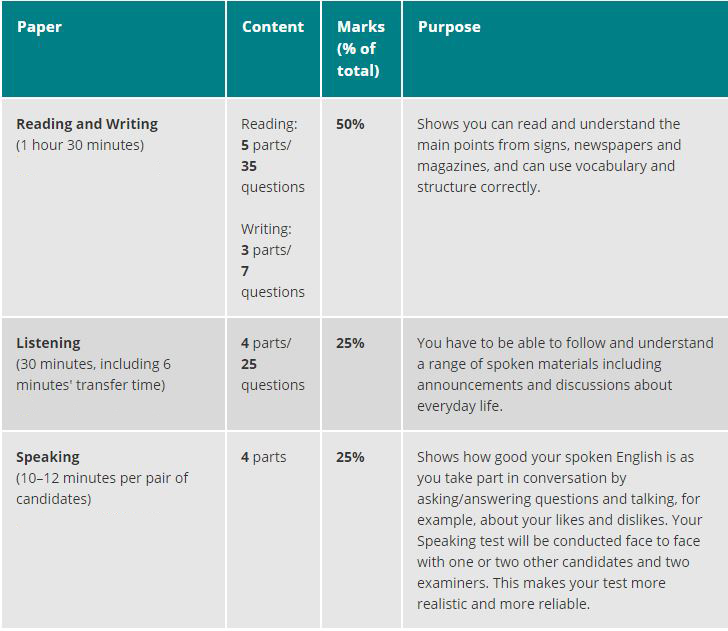 Paper
Content
Marks
(% of
total)
Purpose
Reading and Writing
(1 hour 30 minutes)
Reading:
5 parts/
35
questions
Writing:
3 parts/
7
questions
50%
Shows you can read and understand the
main points from signs, newspapers and
magazines, and can use vocabulary and
structure correctly.
Listening
(30 minutes, including 6
minutes' transfer time)
4 parts/
25
questions
25%
You have to be able to follow and understand
a range of spoken materials including
announcements and discussions about
everyday life.
Speaking
(10–12 minutes per pair of
candidates)
4 parts
25%
Shows how good your spoken English is as
you take part in conversation by
asking/answering questions and talking, for
example, about your likes and dislikes. Your
Speaking test will be conducted face to face
with one or two other candidates and two
examiners. This makes your test more
realistic and more reliable.